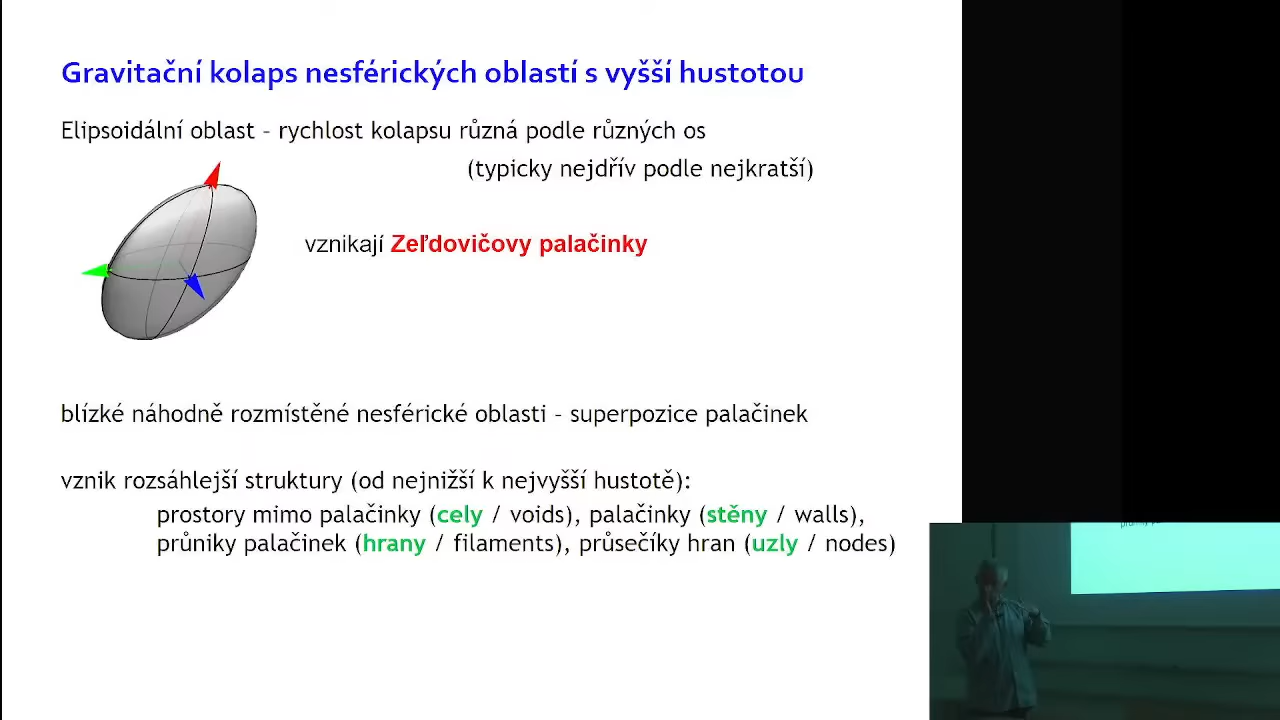 Gravitační kolaps nesférických oblastí s vyšší hustotou
Elipsoidální oblast – rychlost kolapsu různá podle různých os
(typicky nejdřív podle nejkratší)
vznikají Zeľdovičovy palačinky
blízké náhodně rozmístěné nesférické oblasti – superpozice palačinek
vznik rozsáhlejší struktury (od nejnižší k nejvyšší hustotě):
prostory mimo palačinky (cely / voids), palačinky (stěny / walls),
průniky palačinek (hrany / filaments), průsečíky hran (uzly / nodes)